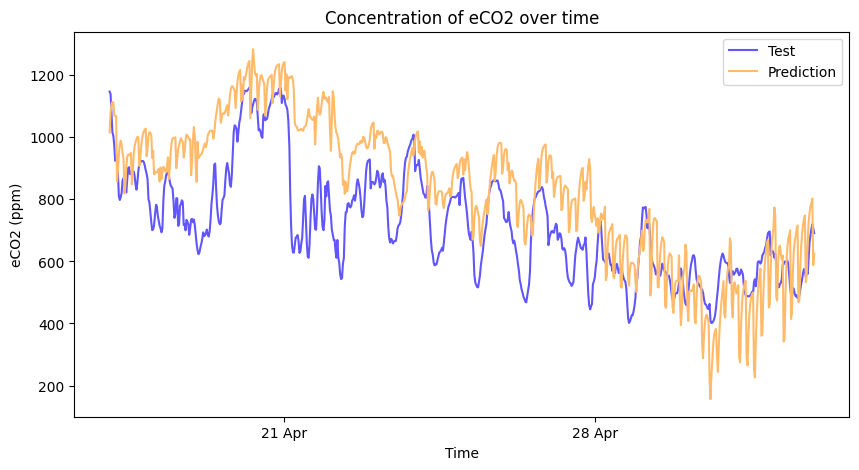 Concentration of eCO2 over time
Test
Prediction
eCO2 (ppm)
1200
1000
800
600
400
200
21 Apr
28 Apr
Time